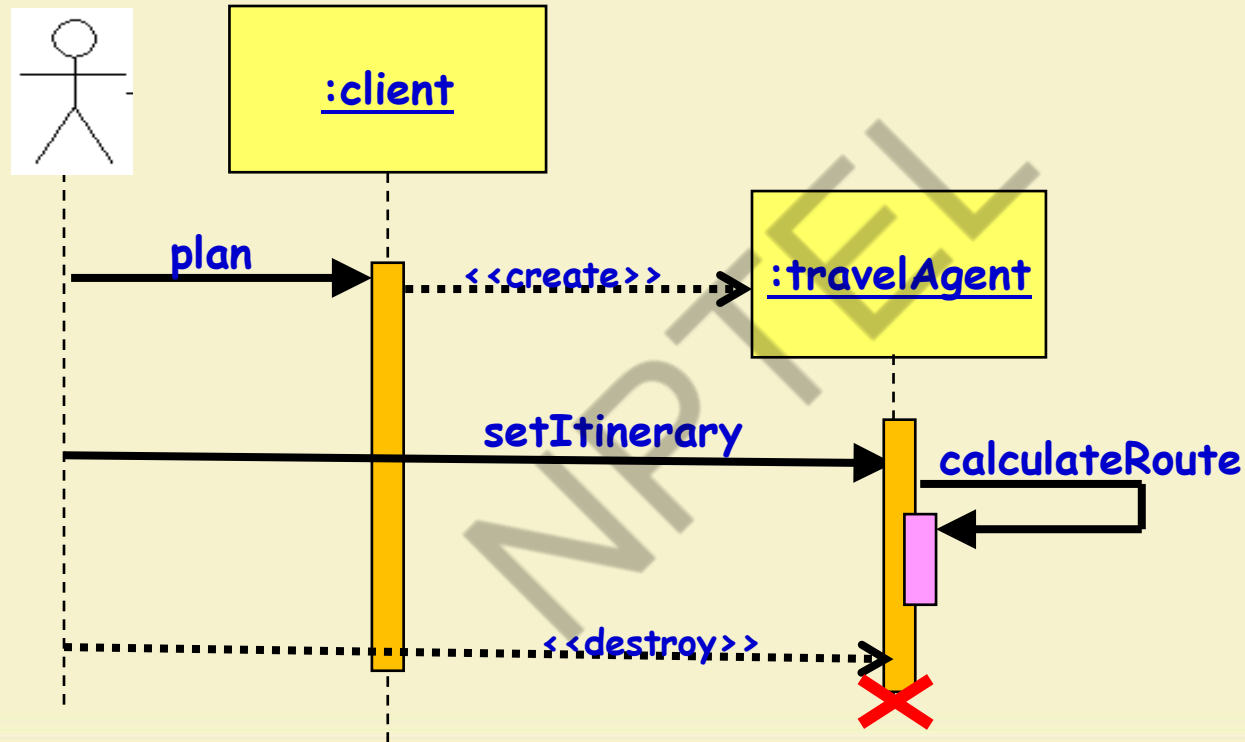 :client
plan
<<create>>
:travelAgent
setItinerary
calculateRoute
<<destroy>>
NPTEL